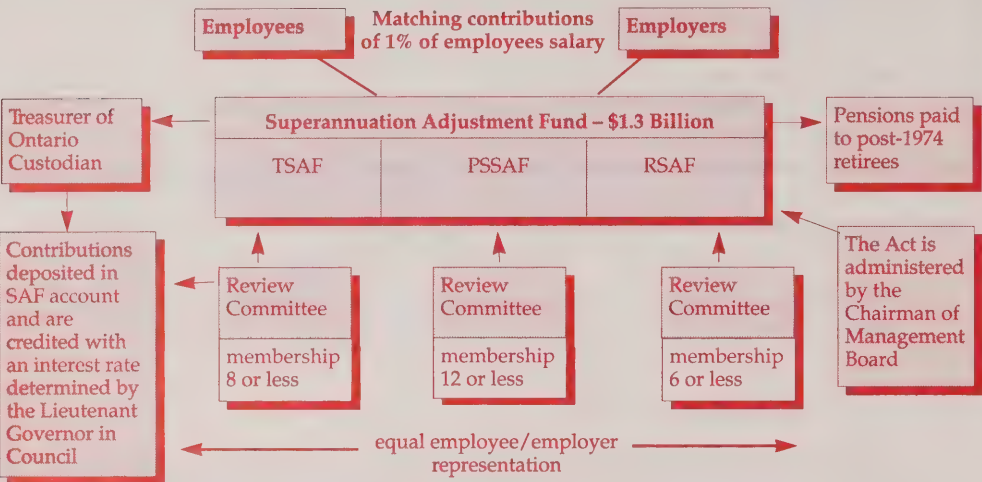 Employees
Matching contributions
of 1% of employees salary
Employers
Treasurer of
Ontario
Custodian
Superannuation Adjustment Fund – $1.3 Billion
TSAF
PSSAF
RSAF
Pensions paid
to post-1974
retirees
Contributions
deposited in
SAF account
and are
credited with
an interest rate
determined by
the Lieutenant
Governor in
Council
Review
Committee
membership
8 or less
Review
Committee
membership
12 or less
Review
Committee
membership
6 or less
The Act is
administered
by the
Chairman of
Management
Board
equal employee/employer
representation